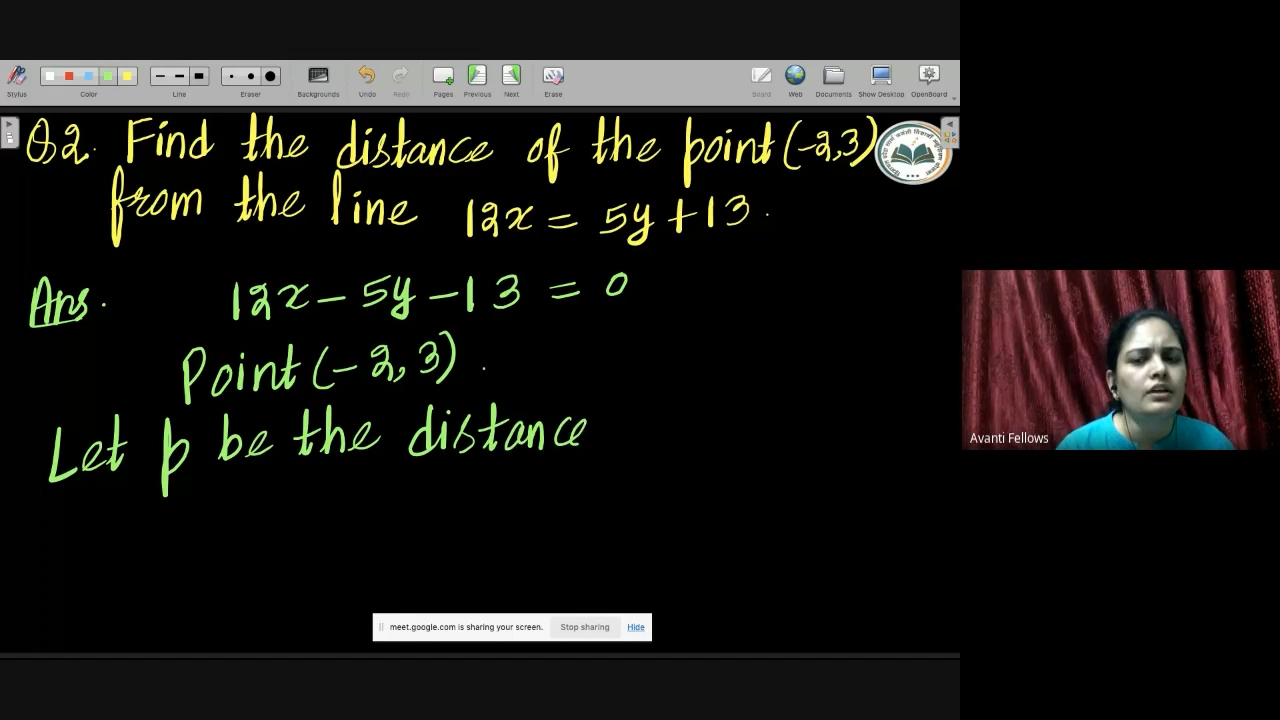 Stylus
Color
Line
Eraser
Backgrounds
Undo
Redo
Pages
Previous
Next
Erase
Board
Web
Documents
Show Desktop
OpenBoard
Q2. Find the distance of the point (-2,3)
from the line 12x = 5y + 13.
Ans. 12x - 5y - 13 = 0
Point (-2, 3).
Let p be the distance
Avanti Fellows
meet.google.com is sharing your screen. Stop sharing Hide